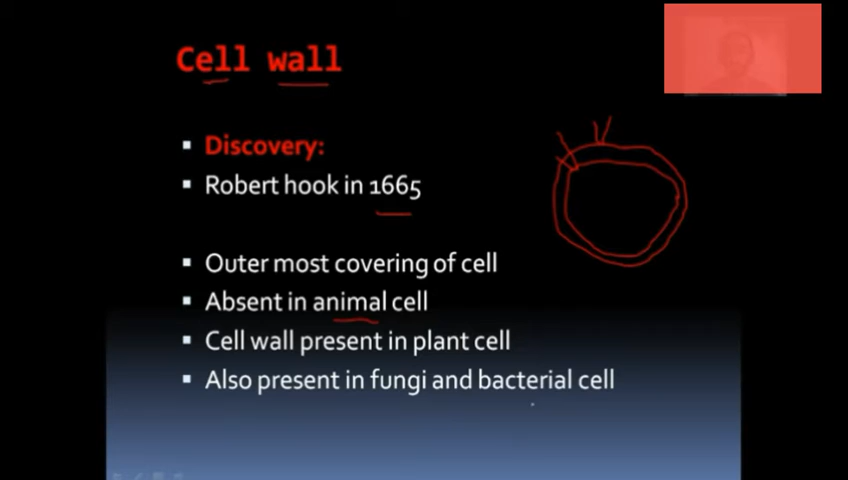 Cell wall
Discovery:
Robert hook in 1665
Outer most covering of cell
Absent in animal cell
Cell wall present in plant cell
Also present in fungi and bacterial cell